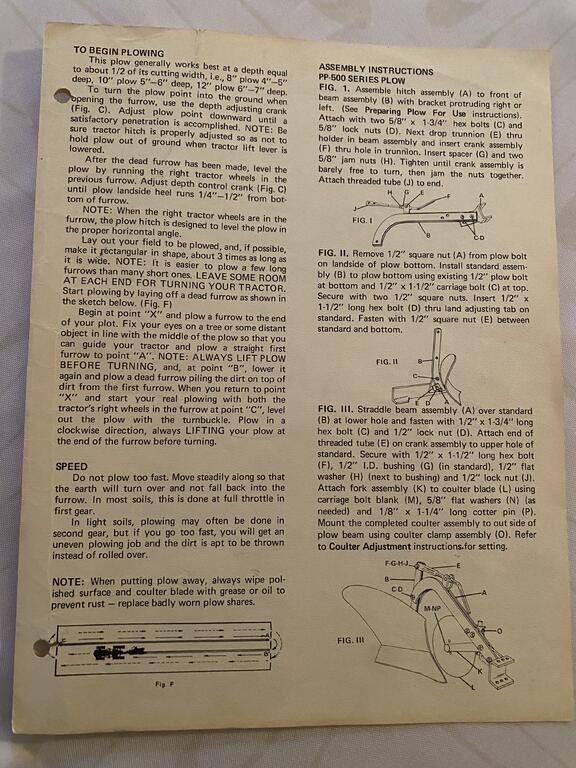 TO BEGIN PLOWING
This plow generally works best at a depth equal
to about 1/2 of its cutting width, i.e., 8" plow 4"–5"
deep, 10" plow 5"–6" deep, 12" plow 6"–7" deep.
To turn the plow point into the ground when
opening the furrow, use the depth adjusting crank
(Fig. C). Adjust plow point downward until a
satisfactory penetration is accomplished. NOTE: Be
sure tractor hitch is properly adjusted so as not to
hold plow out of ground when tractor lift lever is
lowered.
After the dead furrow has been made, level the
plow by running the right tractor wheels in the
previous furrow. Adjust depth control crank (Fig. C)
until plow landside heel runs 1/4"–1/2" from bot-
tom of furrow.
NOTE: When the right tractor wheels are in the
furrow, the plow hitch is designed to level the plow in
the proper horizontal angle.
Lay out your field to be plowed, and, if possible,
make it rectangular in shape, about 3 times as long as
it is wide. NOTE: It is easier to plow a few long
furrows than many short ones. LEAVE SOME ROOM
AT EACH END FOR TURNING YOUR TRACTOR.
Start plowing by laying off a dead furrow as shown in
the sketch below. (Fig. F)
Begin at point "X" and plow a furrow to the end
of your plot. Fix your eyes on a tree or some distant
object in line with the middle of the plow so that you
can guide your tractor and plow a straight first
furrow to point "A". NOTE: ALWAYS LIFT PLOW
BEFORE TURNING, and, at point "B", lower it
again and plow a dead furrow piling the dirt on top of
dirt from the first furrow. When you return to point
"X" and start your real plowing with both the
tractor's right wheels in the furrow at point "C", level
out the plow with the turnbuckle. Plow in a
clockwise direction, always LIFTING your plow at
the end of the furrow before turning.
SPEED
Do not plow too fast. Move steadily along so that
the earth will turn over and not fall back into the
furrow. In most soils, this is done at full throttle in
first gear.
In light soils, plowing may often be done in
second gear, but if you go too fast, you will get an
uneven plowing job and the dirt is apt to be thrown
instead of rolled over.
NOTE: When putting plow away, always wipe pol-
ished surface and coulter blade with grease or oil to
prevent rust – replace badly worn plow shares.
C
A
B
Fig. F
ASSEMBLY INSTRUCTIONS
PP-500 SERIES PLOW
FIG. 1. Assemble hitch assembly (A) to front of
beam assembly (B) with bracket protruding right or
left. (See Preparing Plow For Use instructions).
Attach with two 5/8" x 1-3/4" hex bolts (C) and
5/8" lock nuts (D). Next drop trunnion (E) thru
holder in beam assembly and insert crank assembly
(F) thru hole in trunnion. Insert spacer (G) and two
5/8" jam nuts (H). Tighten until crank assembly is
barely free to turn, then jam the nuts together.
Attach threaded tube (J) to end.
H G E F A
J
FIG. I
B
C-D
FIG. II. Remove 1/2" square nut (A) from plow bolt
on landside of plow bottom. Install standard assem-
bly (B) to plow bottom using existing 1/2" plow bolt
at bottom and 1/2" x 1-1/2" carriage bolt (C) at top.
Secure with two 1/2" square nuts. Insert 1/2" x
1-1/2" long hex bolt (D) thru land adjusting tab on
standard. Fasten with 1/2" square nut (E) between
standard and bottom.
FIG. II
B
C
E D A
FIG. III. Straddle beam assembly (A) over standard
(B) at lower hole and fasten with 1/2" x 1-3/4" long
hex bolt (C) and 1/2" lock nut (D). Attach end of
threaded tube (E) on crank assembly to upper hole of
standard. Secure with 1/2" x 1-1/2" long hex bolt
(F), 1/2" I.D. bushing (G) (in standard), 1/2" flat
washer (H) (next to bushing) and 1/2" lock nut (J).
Attach fork assembly (K) to coulter blade (L) using
carriage bolt blank (M), 5/8" flat washers (N) (as
needed) and 1/8" x 1-1/4" long cotter pin (P).
Mount the completed coulter assembly to out side of
plow beam using coulter clamp assembly (O). Refer
to Coulter Adjustment instructions for setting.
F-G-H-J
E
B
C D
A
M-NP
O
FIG. III
K
L